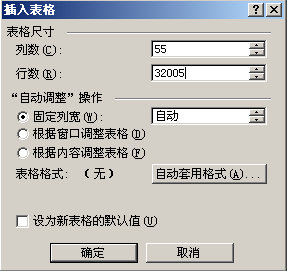 插入表格
表格尺寸
列数(C): 55
行数(R): 32005
“自动调整”操作
固定列宽(W): 自动
根据窗口调整表格(D)
根据内容调整表格(F)
表格格式: (无) 自动套用格式(A)...
设为新表格的默认值(U)
确定 取消